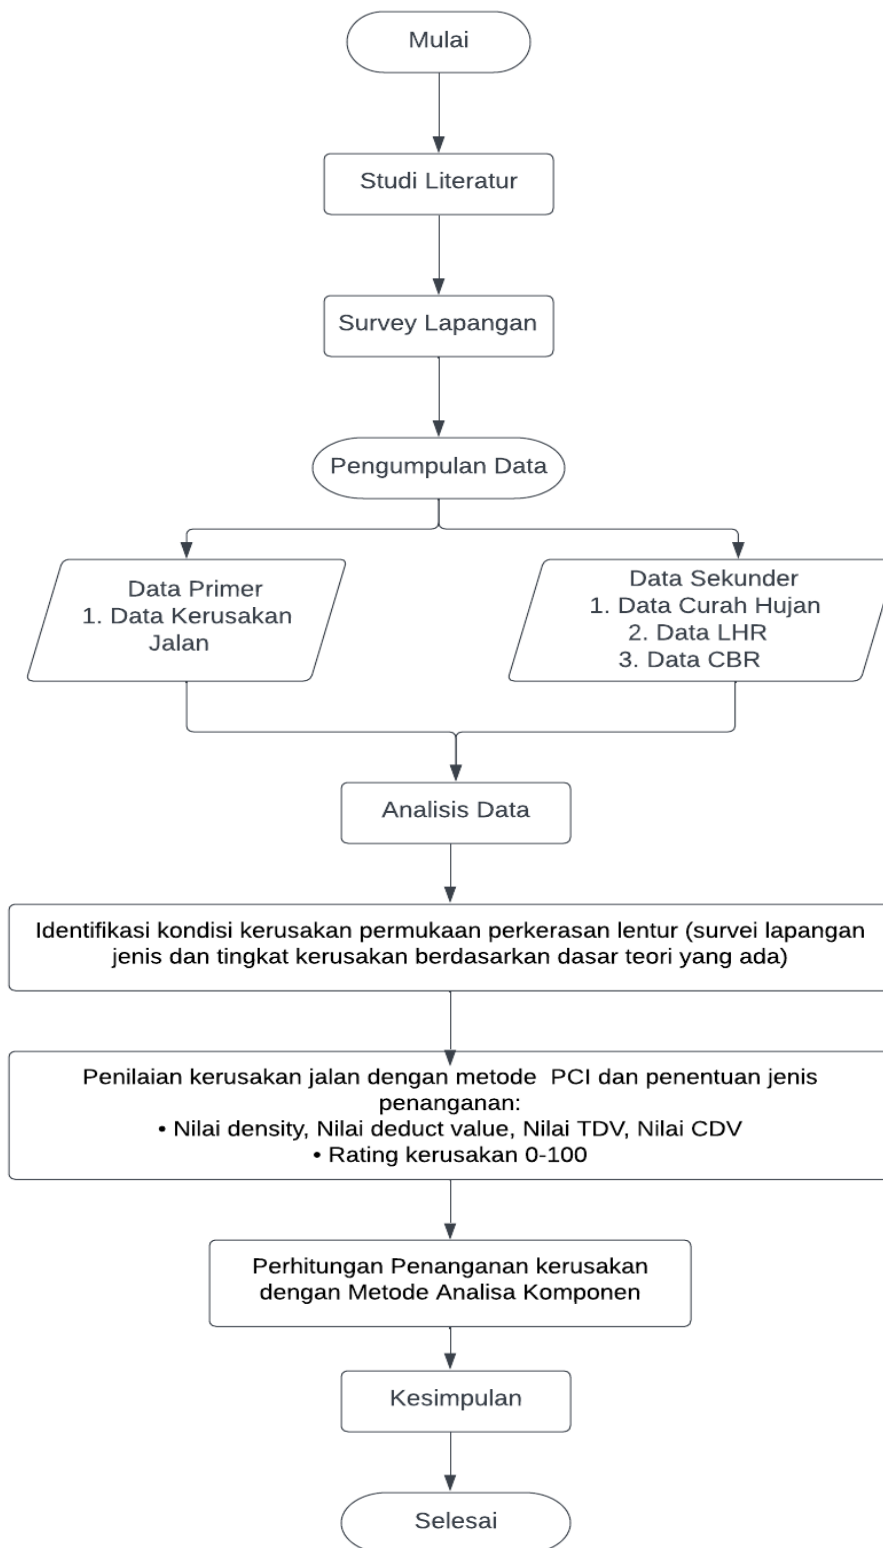 Mulai
Studi Literatur
Survey Lapangan
Pengumpulan Data
Data Primer
1. Data Kerusakan
Jalan
Data Sekunder
1. Data Curah Hujan
2. Data LHR
3. Data CBR
Analisis Data
Identifikasi kondisi kerusakan permukaan perkerasan lentur (survei lapangan
jenis dan tingkat kerusakan berdasarkan dasar teori yang ada)
Penilaian kerusakan jalan dengan metode  PCI dan penentuan jenis
penanganan:
• Nilai density, Nilai deduct value, Nilai TDV, Nilai CDV
• Rating kerusakan 0-100
Perhitungan Penanganan kerusakan
dengan Metode Analisa Komponen
Kesimpulan
Selesai